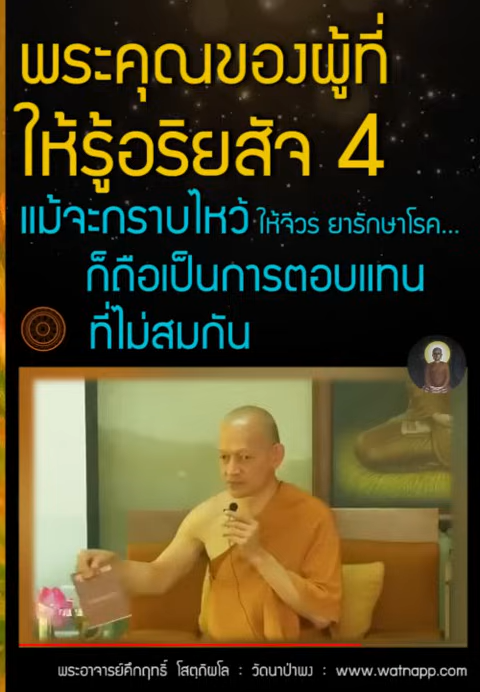 พระคุณของผู้ที่
ให้รู้อริยสัจ 4
แม้จะกราบไหว้ ให้จีวร ยารักษาโรค...
ก็ถือเป็นการตอบแทน
ที่ไม่สมกัน
พระอาจารย์คึกฤทธิ์ โสตฺถิผโล : วัดนาป่าพง : www.watnapp.com